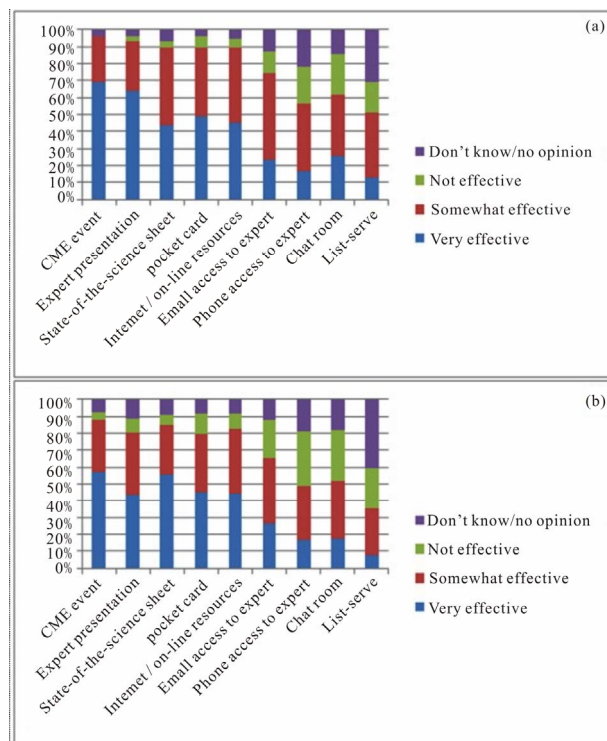 (a)
100%
90%
80%
70%
60%
50%
40%
30%
20%
10%
0%
CME event
Expert presentation
State-of-the-science sheet
pocket card
Internet / on-line resources
Emall access to expert
Phone access to expert
Chat room
List-serve
Don't know/no opinion
Not effective
Somewhat effective
Very effective
(b)
100%
90%
80%
70%
60%
50%
40%
30%
20%
10%
0%
CME event
Expert presentation
State-of-the-science sheet
pocket card
Internet / on-line resources
Emall access to expert
Phone access to expert
Chat room
List-serve
Don't know/no opinion
Not effective
Somewhat effective
Very effective